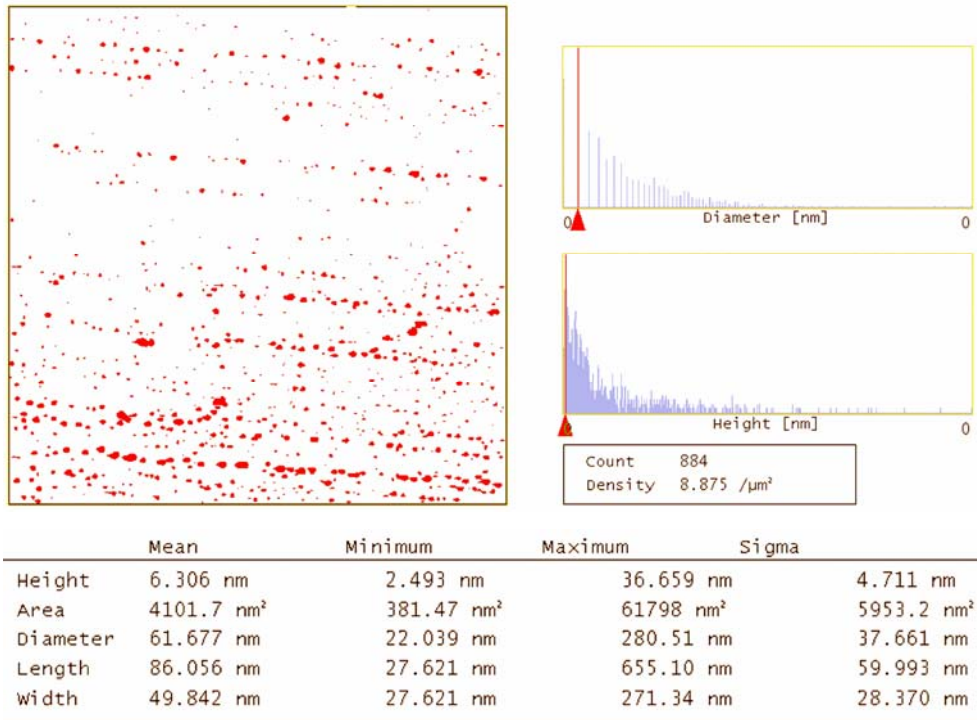 0 Diameter [nm] 0
0 Height [nm] 0
Count 884
Density 8.875 /µm²
Mean Minimum Maximum Sigma
Height 6.306 nm 2.493 nm 36.659 nm 4.711 nm
Area 4101.7 nm² 381.47 nm² 61798 nm² 5953.2 nm²
Diameter 61.677 nm 22.039 nm 280.51 nm 37.661 nm
Length 86.056 nm 27.621 nm 655.10 nm 59.993 nm
Width 49.842 nm 27.621 nm 271.34 nm 28.370 nm